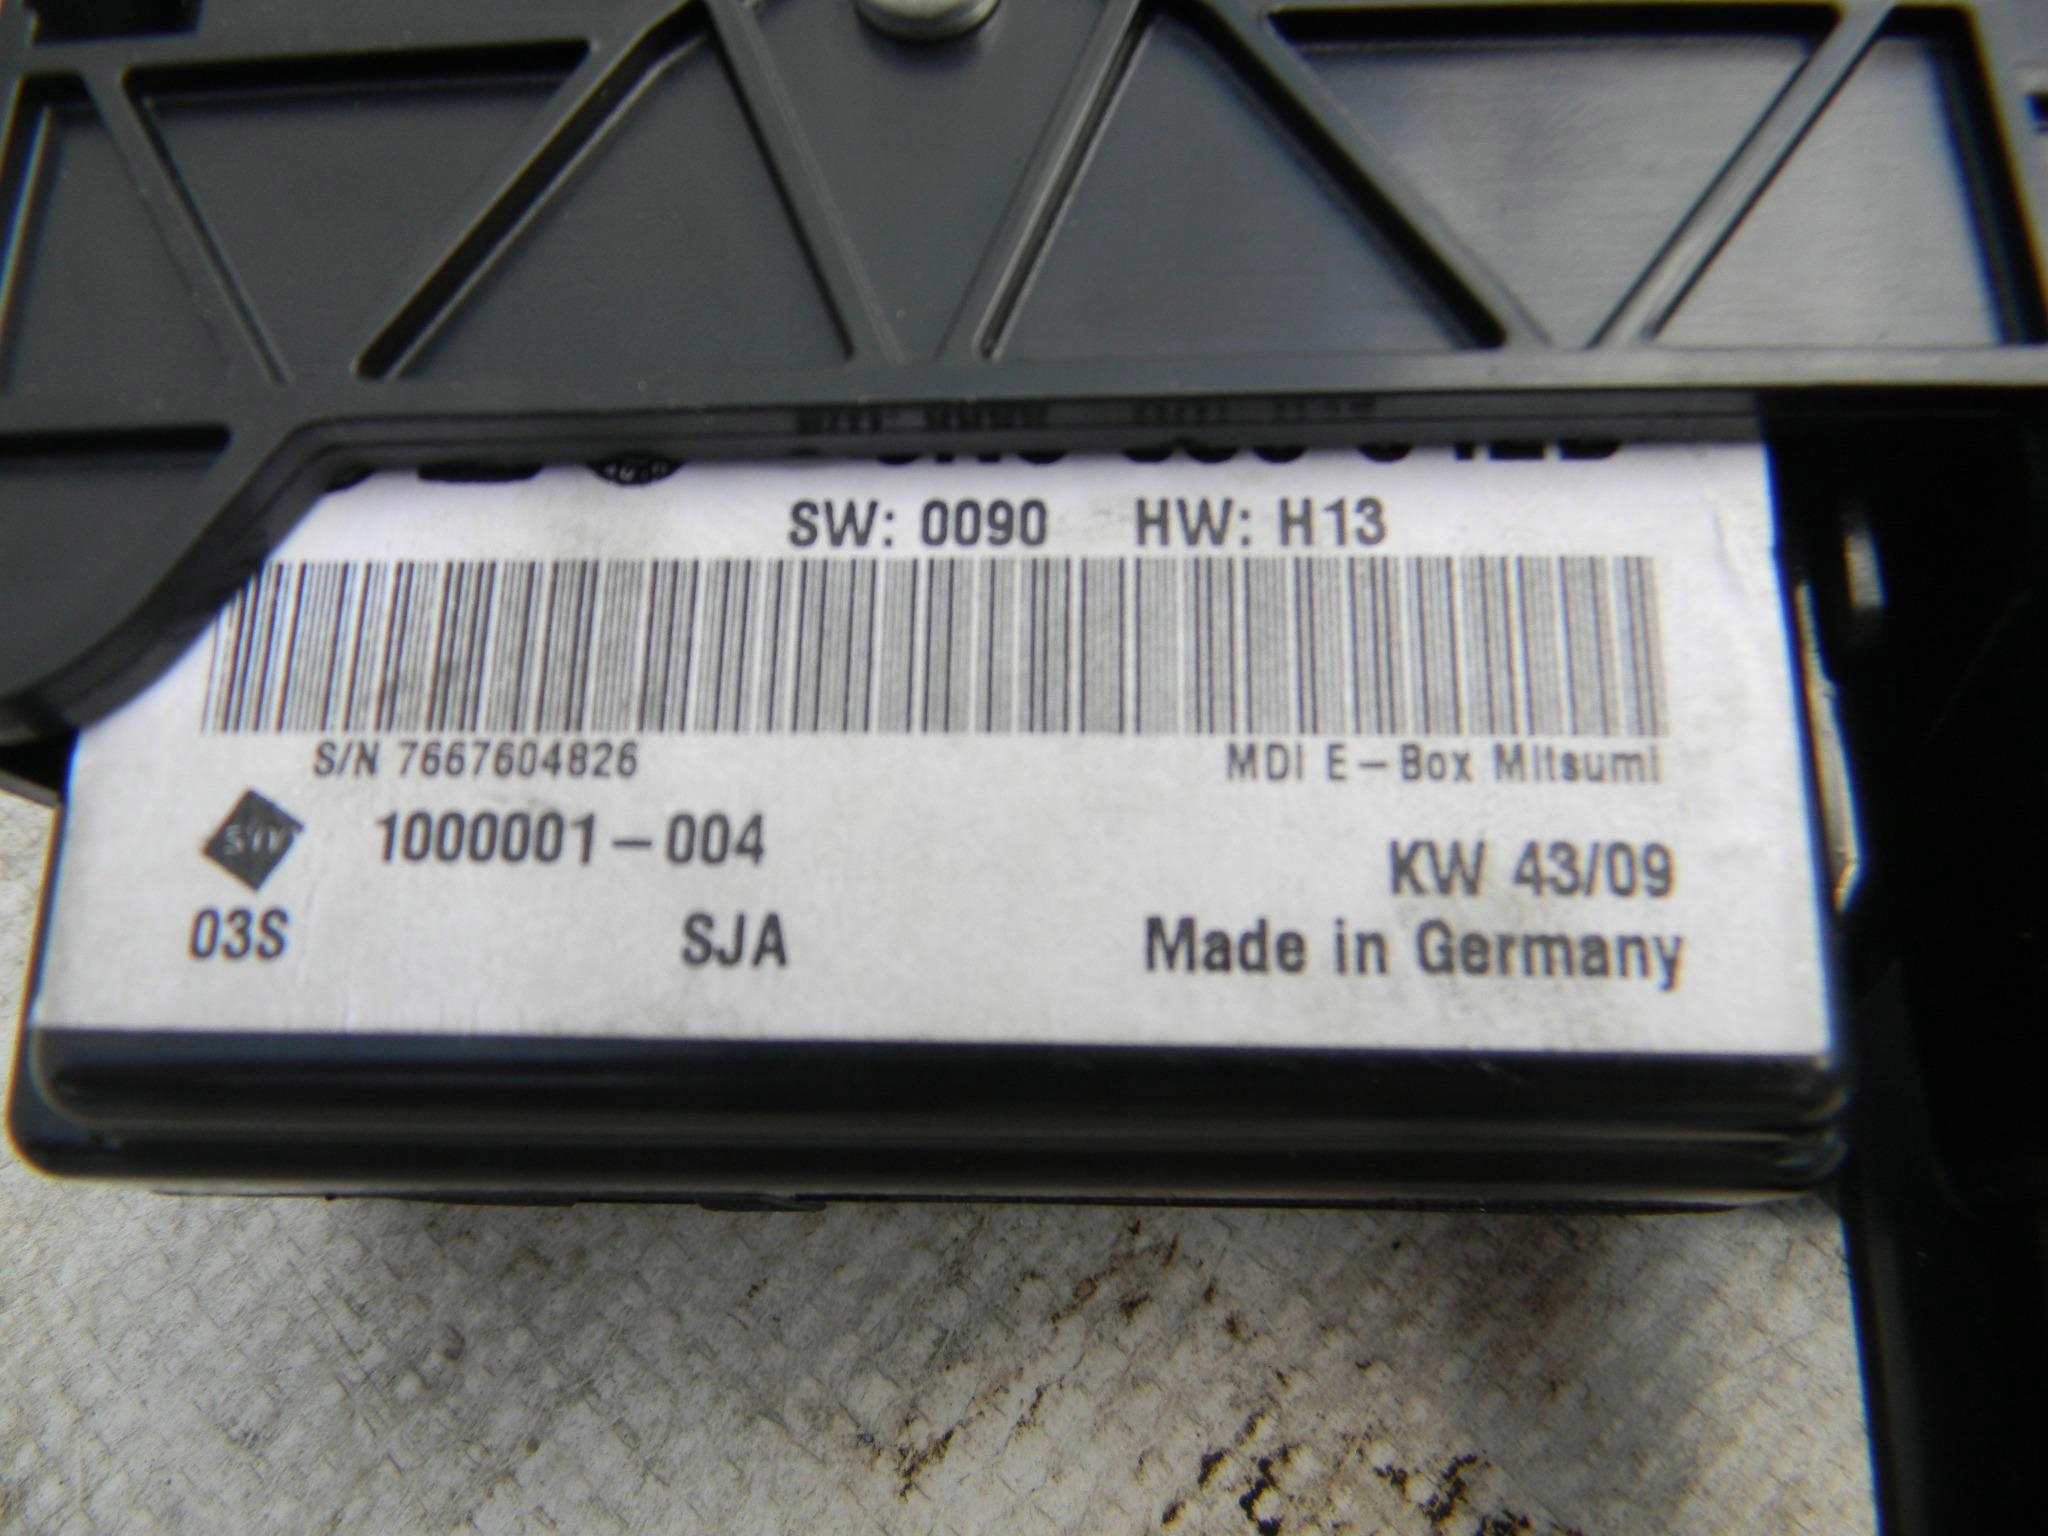 SW: 0090 HW: H13
S/N 7667604826 MDI E-Box Mitsumi
1000001-004
KW 43/09
03S SJA Made in Germany